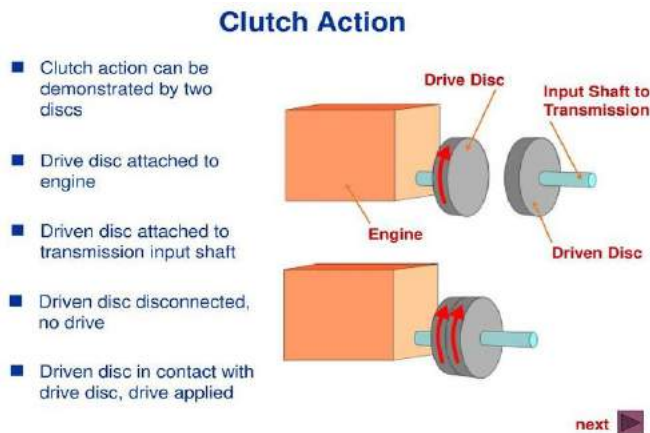 Clutch Action
Clutch action can be
demonstrated by two
discs
Drive disc attached to
engine
Driven disc attached to
transmission input shaft
Driven disc disconnected,
no drive
Driven disc in contact with
drive disc, drive applied
Drive Disc
Input Shaft to
Transmission
Engine
Driven Disc
next